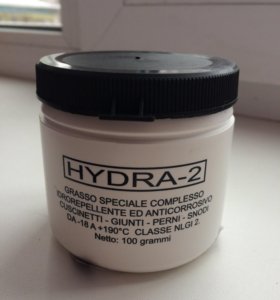 HYDRA-2
GRASSO SPECIALE COMPLESSO
IDROREPELLENTE ED ANTICORROSIVO
CUSCINETTI - GIUNTI - PERNI - SNODI
DA -18 A +190°C CLASSE NLGI 2.
Netto: 100 grammi